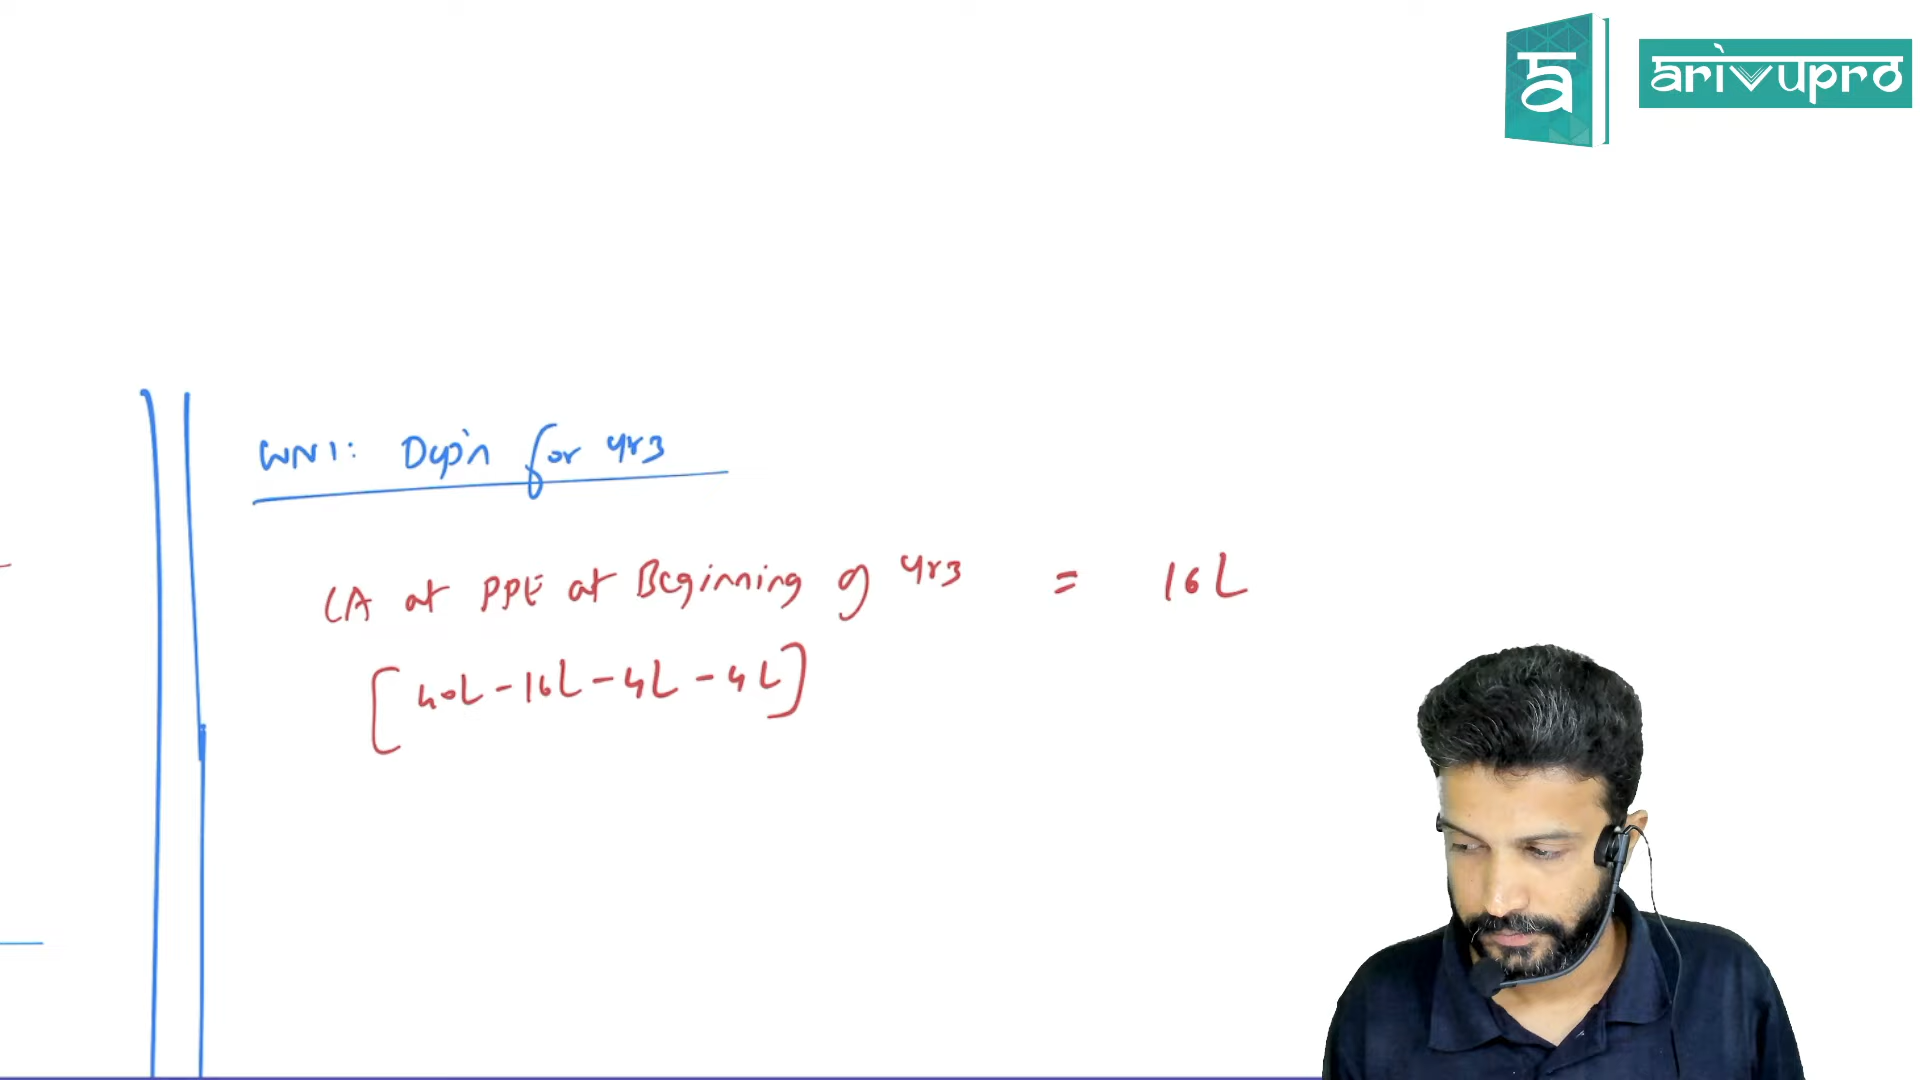 a arivupro
WN1: Dep'n for yr3
CA at PPE at Beginning of yr3 = 16L
[40L - 16L - 4L - 4L]